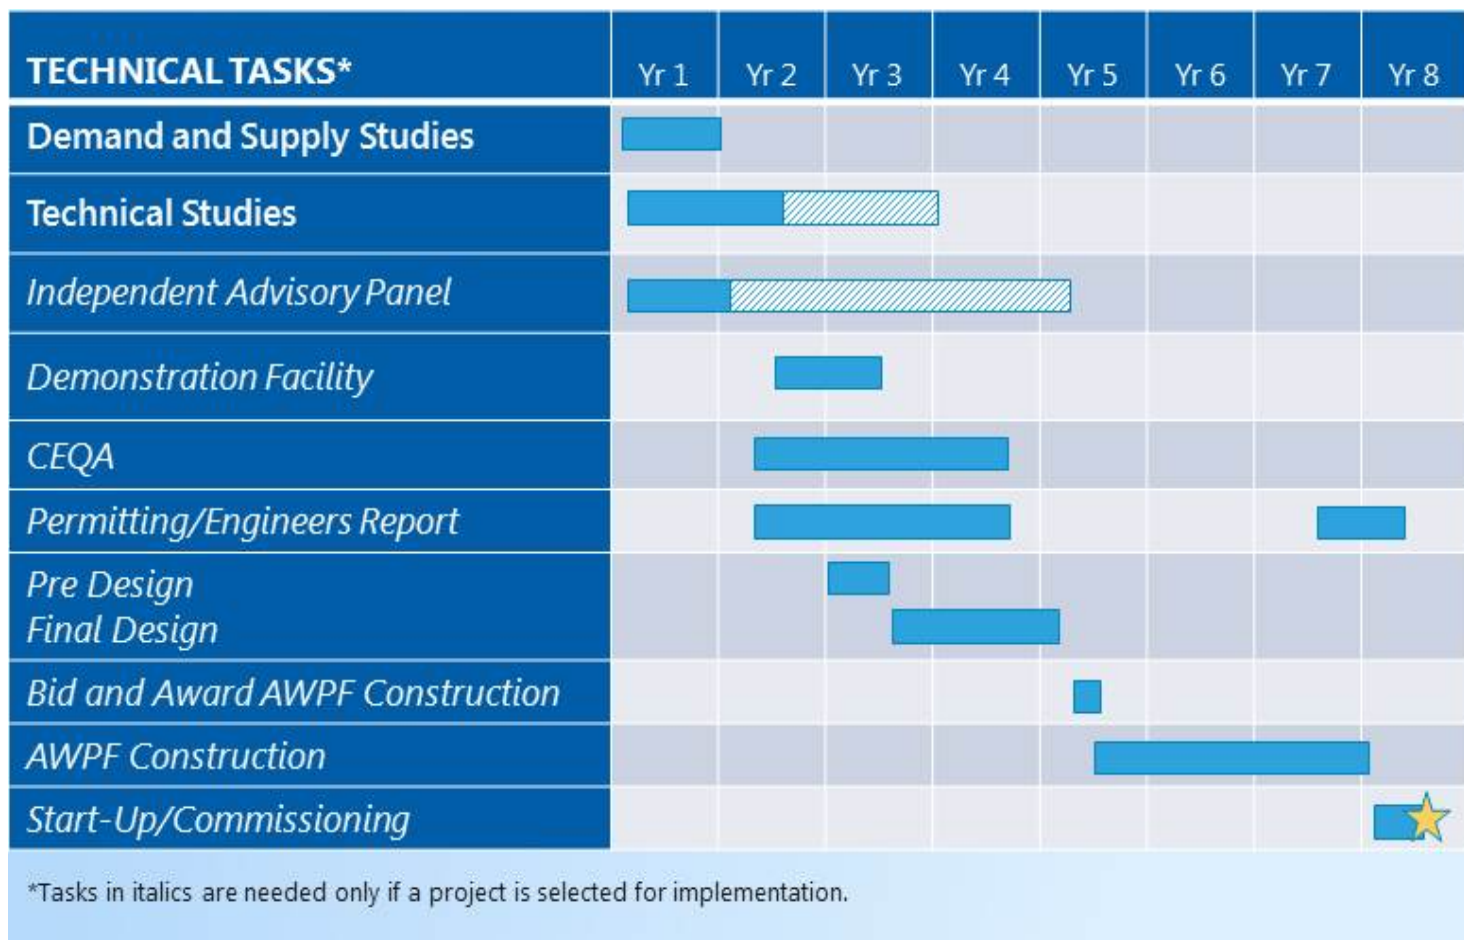 TECHNICAL TASKS* Yr 1 Yr 2 Yr 3 Yr 4 Yr 5 Yr 6 Yr 7 Yr 8
Demand and Supply Studies
Technical Studies
Independent Advisory Panel
Demonstration Facility
CEQA
Permitting/Engineers Report
Pre Design
Final Design
Bid and Award AWPF Construction
AWPF Construction
Start-Up/Commissioning
*Tasks in italics are needed only if a project is selected for implementation.